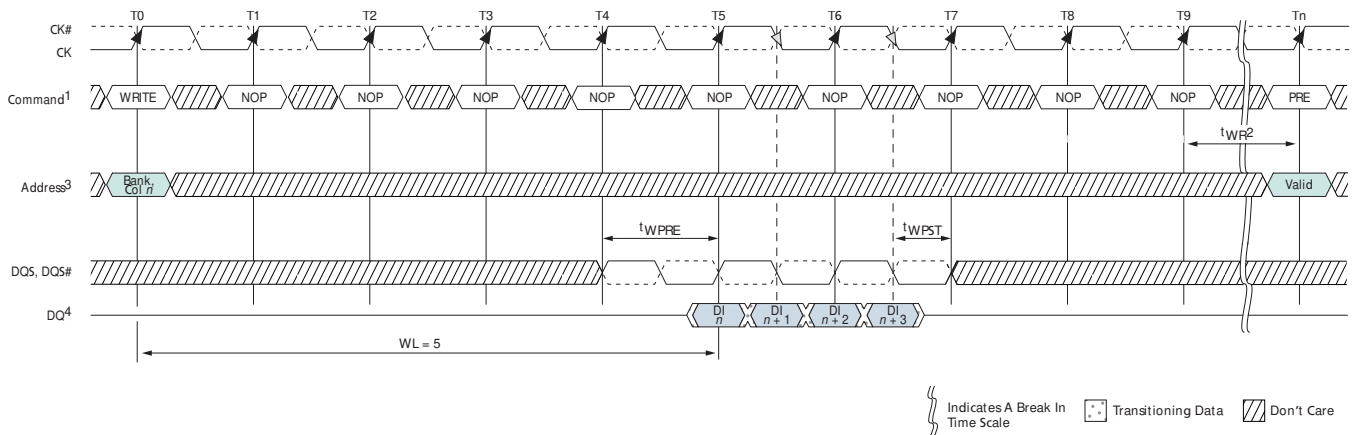 T0 T1 T2 T3 T4 T5 T6 T7 T8 T9 Tn
CK#
CK
Command1 WRITE NOP NOP NOP NOP NOP NOP NOP NOP NOP PRE
tWR2
Address3 Bank, Col n Valid
tWPRE tWPST
DQS, DQS#
DQ4 DI n DI n + 1 DI n + 2 DI n + 3
WL = 5
Indicates A Break In
Time Scale
Transitioning Data
Don't Care